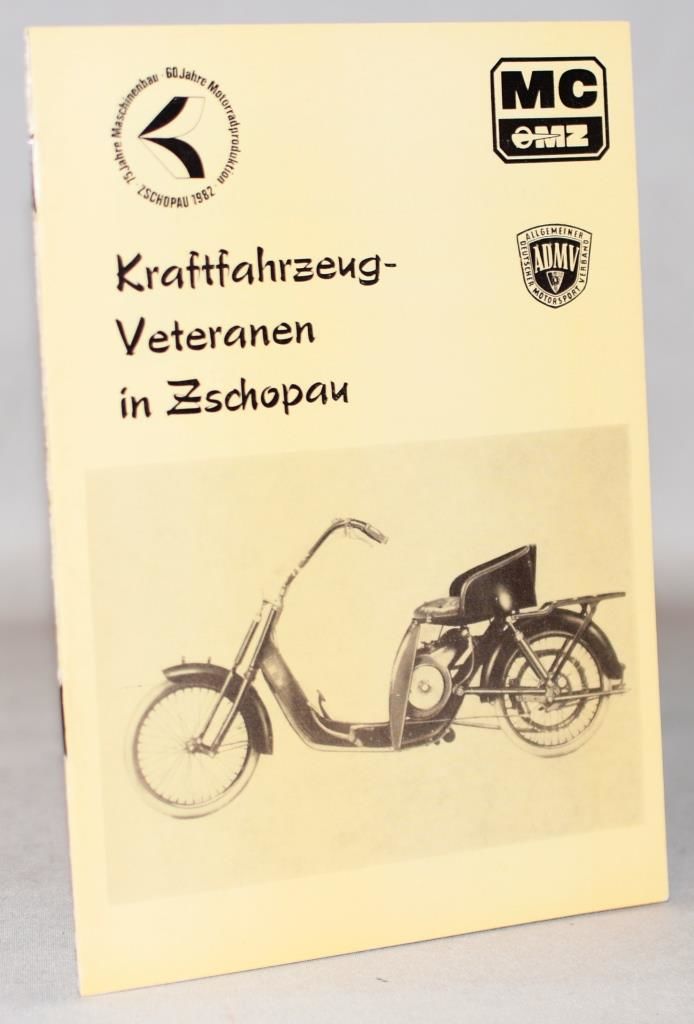 75 Jahre Maschinenbau · 60 Jahre Motorradproduktion
· ZSCHOPAU 1982 ·
MC
MZ
ALLGEMEINER
DEUTSCHER MOTORSPORT VERBAND
ADMV
Kraftfahrzeug-
Veteranen
in Zschopau